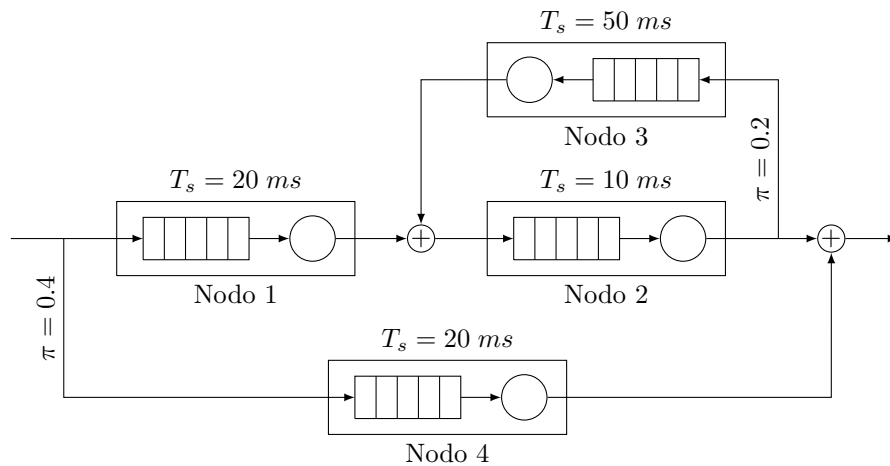 T_s = 50 ms
Nodo 3
π = 0.2
T_s = 20 ms
T_s = 10 ms
+
+
Nodo 1
Nodo 2
π = 0.4
T_s = 20 ms
Nodo 4